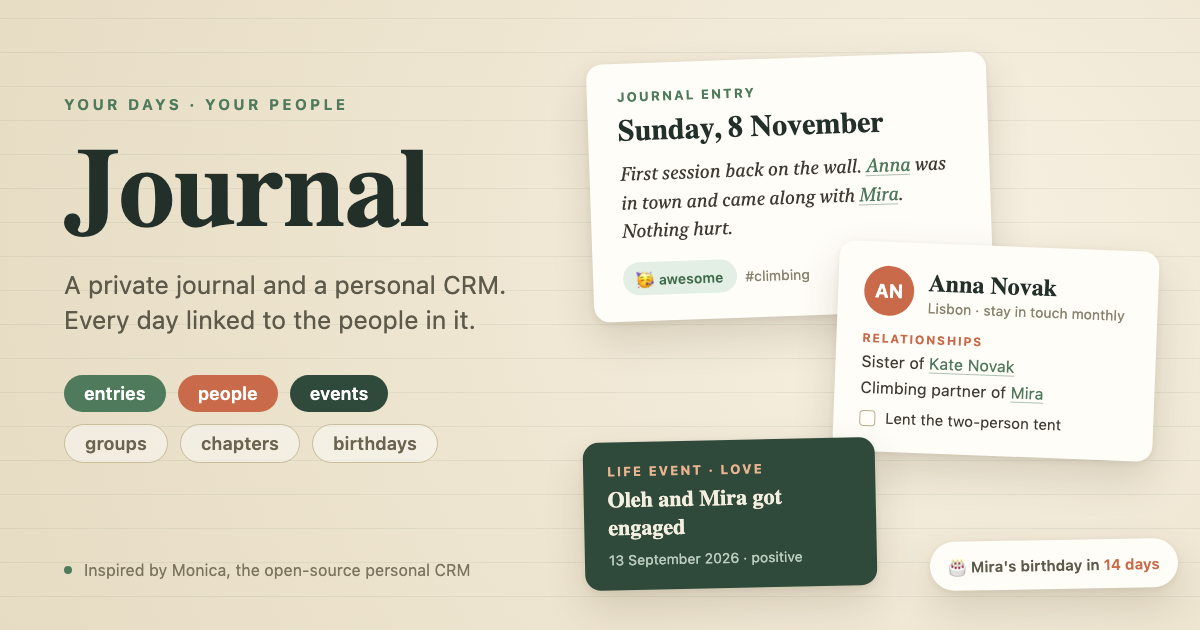 YOUR DAYS · YOUR PEOPLE
Journal
A private journal and a personal CRM.
Every day linked to the people in it.
entries
people
events
groups
chapters
birthdays
Inspired by Monica, the open-source personal CRM
JOURNAL ENTRY
Sunday, 8 November
First session back on the wall. Anna was
in town and came along with Mira.
Nothing hurt.
🥳 awesome #climbing
AN
Anna Novak
Lisbon · stay in touch monthly
RELATIONSHIPS
Sister of Kate Novak
Climbing partner of Mira
Lent the two-person tent
LIFE EVENT · LOVE
Oleh and Mira got
engaged
13 September 2026 · positive
🎂 Mira's birthday in 14 days